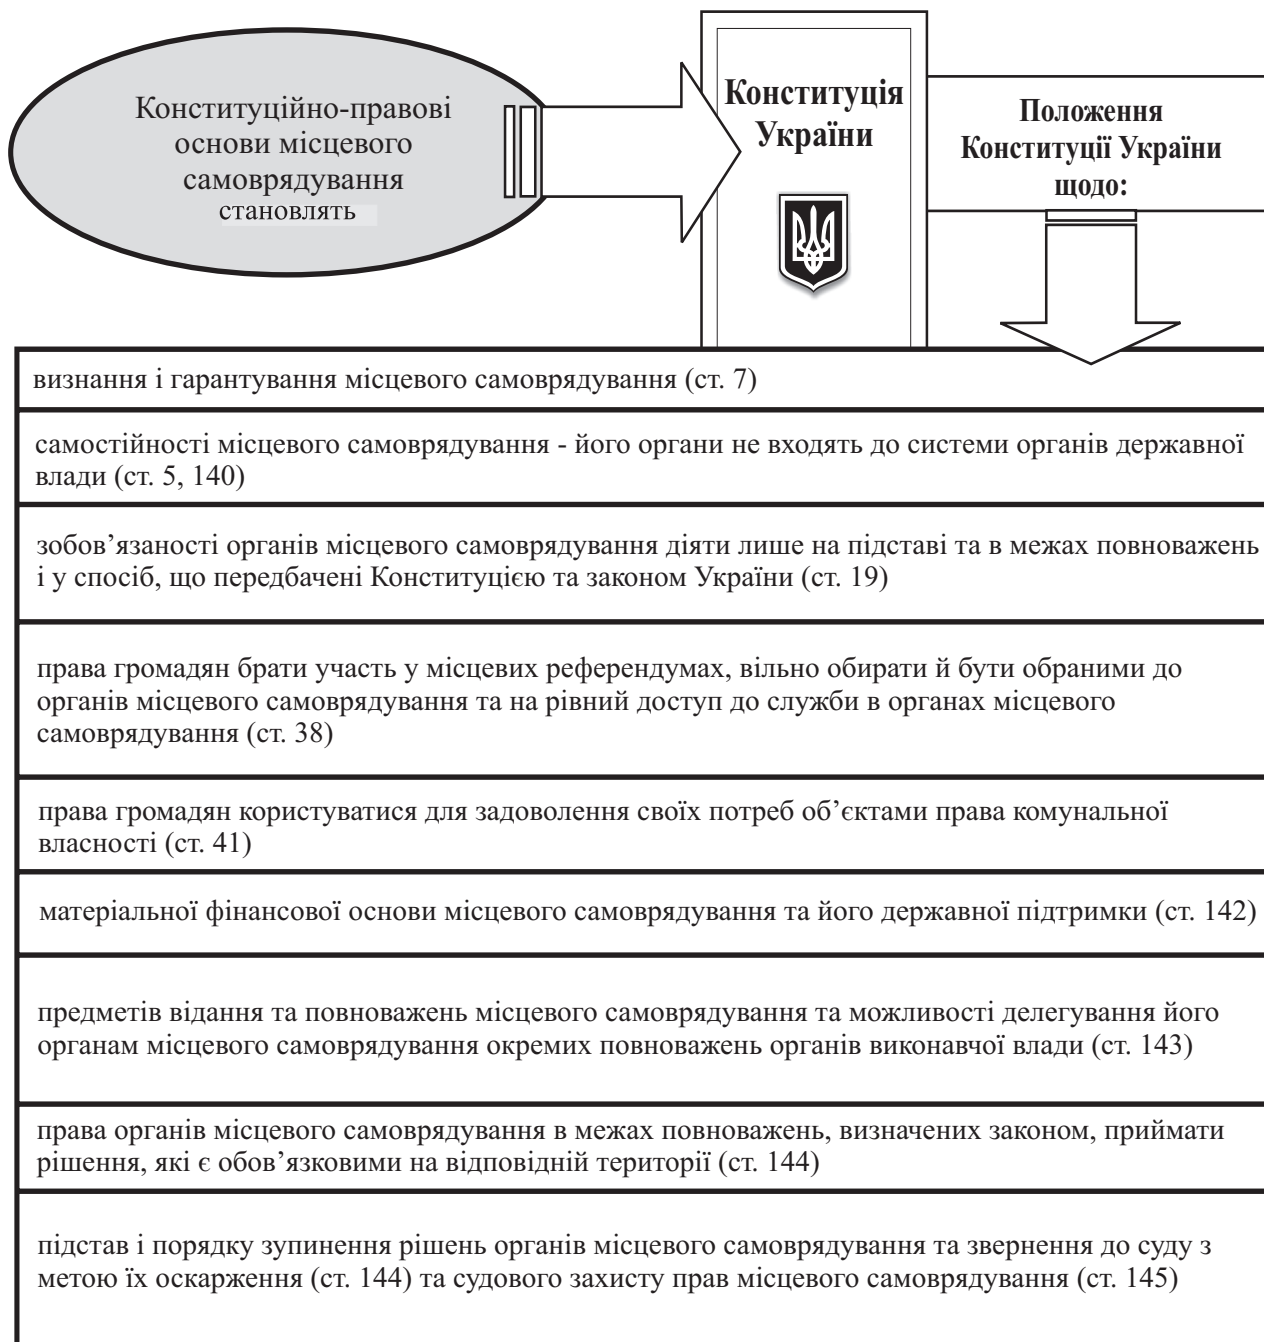 Конституційно-правові
основи місцевого
самоврядування
становлять
Конституція
України
Положення
Конституції України
щодо:
визнання і гарантування місцевого самоврядування (ст. 7)
самостійності місцевого самоврядування - його органи не входять до системи органів державної
влади (ст. 5, 140)
зобов’язаності органів місцевого самоврядування діяти лише на підставі та в межах повноважень
і у спосіб, що передбачені Конституцією та законом України (ст. 19)
права громадян брати участь у місцевих референдумах, вільно обирати й бути обраними до
органів місцевого самоврядування та на рівний доступ до служби в органах місцевого
самоврядування (ст. 38)
права громадян користуватися для задоволення своїх потреб об’єктами права комунальної
власності (ст. 41)
матеріальної фінансової основи місцевого самоврядування та його державної підтримки (ст. 142)
предметів відання та повноважень місцевого самоврядування та можливості делегування його
органам місцевого самоврядування окремих повноважень органів виконавчої влади (ст. 143)
права органів місцевого самоврядування в межах повноважень, визначених законом, приймати
рішення, які є обов’язковими на відповідній території (ст. 144)
підстав і порядку зупинення рішень органів місцевого самоврядування та звернення до суду з
метою їх оскарження (ст. 144) та судового захисту прав місцевого самоврядування (ст. 145)